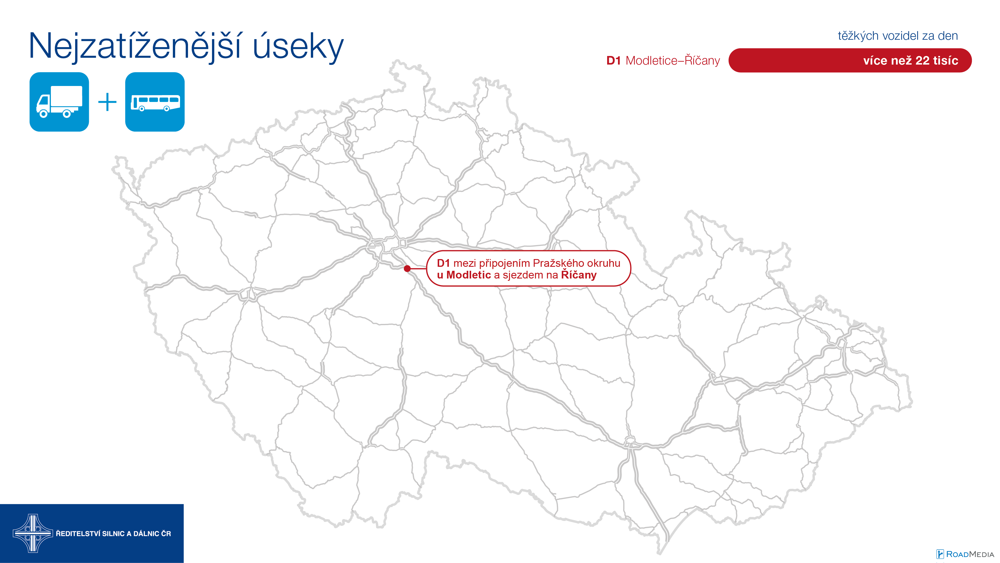 Nejzatíženější úseky
těžkých vozidel za den
D1 Modletice–Říčany
více než 22 tisíc
D1 mezi připojením Pražského okruhu
u Modletic a sjezdem na Říčany
ŘEDITELSTVÍ SILNIC A DÁLNIC ČR
ROADMEDIA